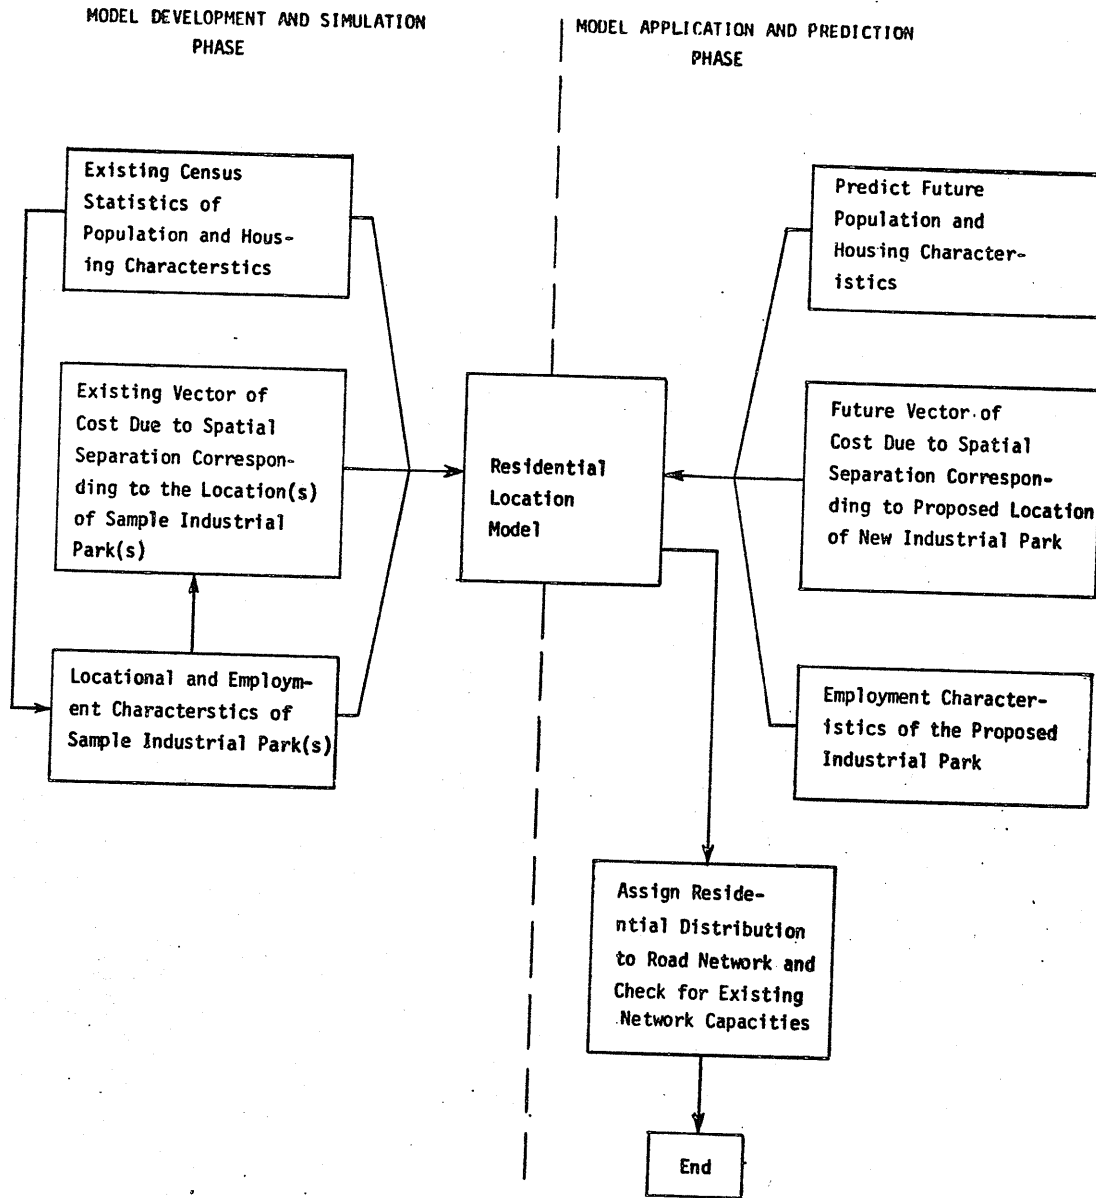 MODEL DEVELOPMENT AND SIMULATION
PHASE
MODEL APPLICATION AND PREDICTION
PHASE
Existing Census
Statistics of
Population and Hous-
ing Characterstics
Existing Vector of
Cost Due to Spatial
Separation Correspon-
ding to the Location(s)
of Sample Industrial
Park(s)
Locational and Employm-
ent Characterstics of
Sample Industrial Park(s)
Residential
Location
Model
Predict Future
Population and
Housing Character-
istics
Future Vector of
Cost Due to Spatial
Separation Correspon-
ding to Proposed Location
of New Industrial Park
Employment Character-
istics of the Proposed
Industrial Park
Assign Reside-
ntial Distribution
to Road Network and
Check for Existing
Network Capacities
End